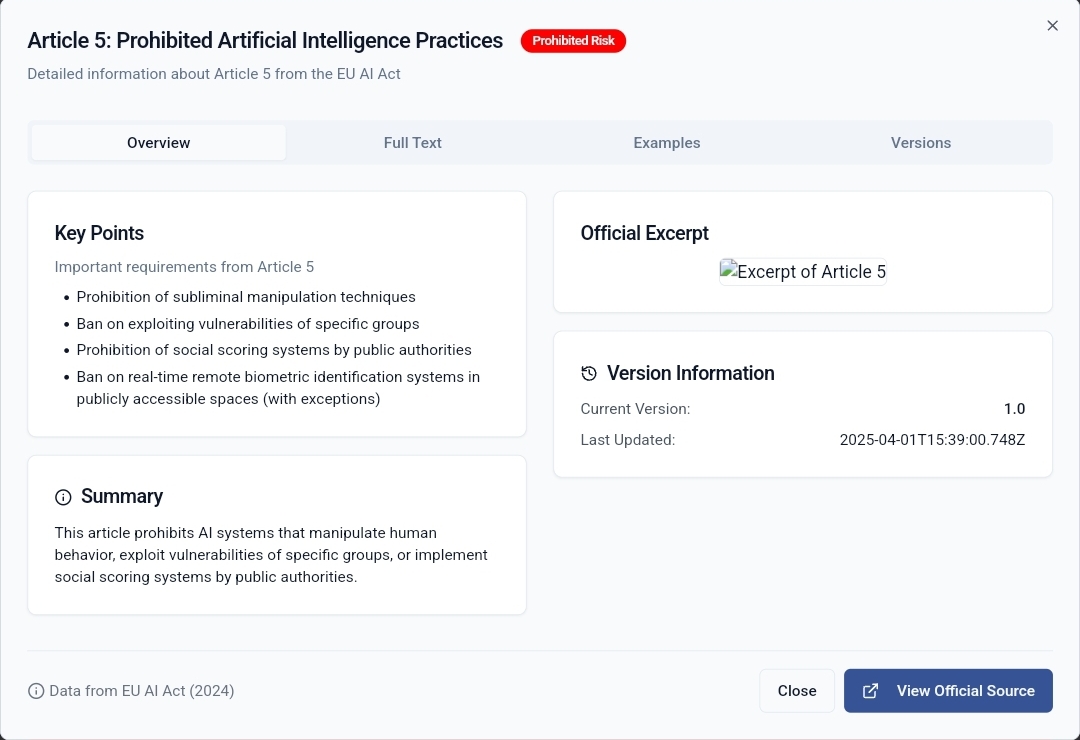 Article 5: Prohibited Artificial Intelligence Practices
Prohibited Risk
Detailed information about Article 5 from the EU AI Act
Overview
Full Text
Examples
Versions
Key Points
Important requirements from Article 5
• Prohibition of subliminal manipulation techniques
• Ban on exploiting vulnerabilities of specific groups
• Prohibition of social scoring systems by public authorities
• Ban on real-time remote biometric identification systems in
publicly accessible spaces (with exceptions)
Summary
This article prohibits AI systems that manipulate human
behavior, exploit vulnerabilities of specific groups, or implement
social scoring systems by public authorities.
Official Excerpt
Excerpt of Article 5
Version Information
Current Version: 1.0
Last Updated: 2025-04-01T15:39:00.748Z
Data from EU AI Act (2024)
Close
View Official Source